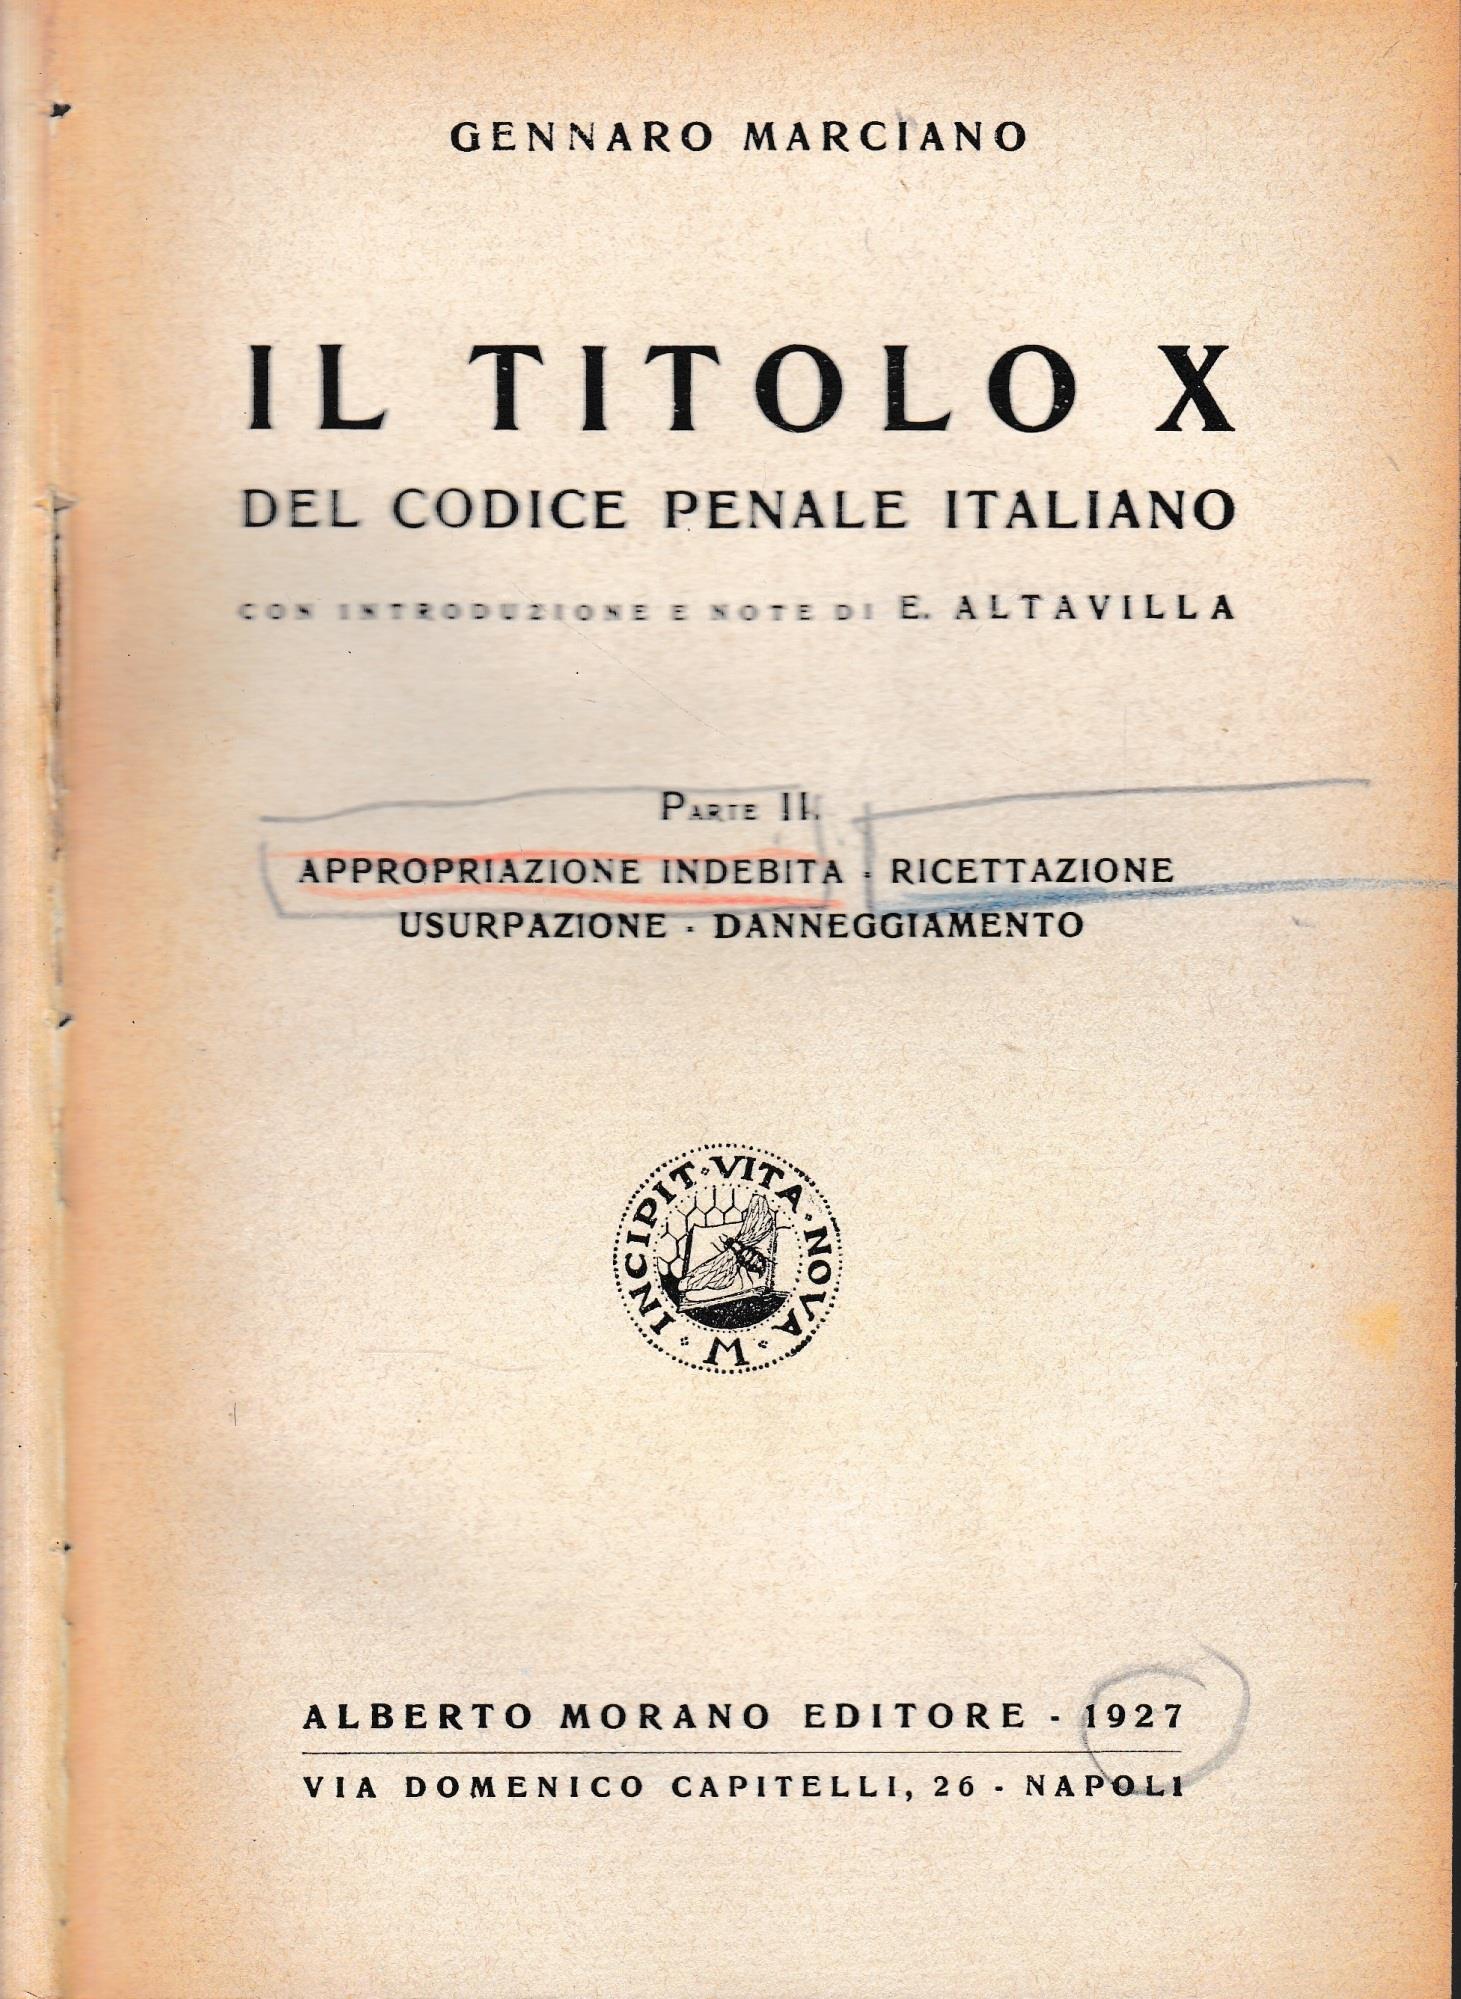 GENNARO MARCIANO
IL TITOLO X
DEL CODICE PENALE ITALIANO
CON INTRODUZIONE E NOTE DI E. ALTAVILLA
PARTE II.
APPROPRIAZIONE INDEBITA - RICETTAZIONE
USURPAZIONE - DANNEGGIAMENTO
INCIPIT · VITA · NOVA · M
ALBERTO MORANO EDITORE - 1927
VIA DOMENICO CAPITELLI, 26 - NAPOLI